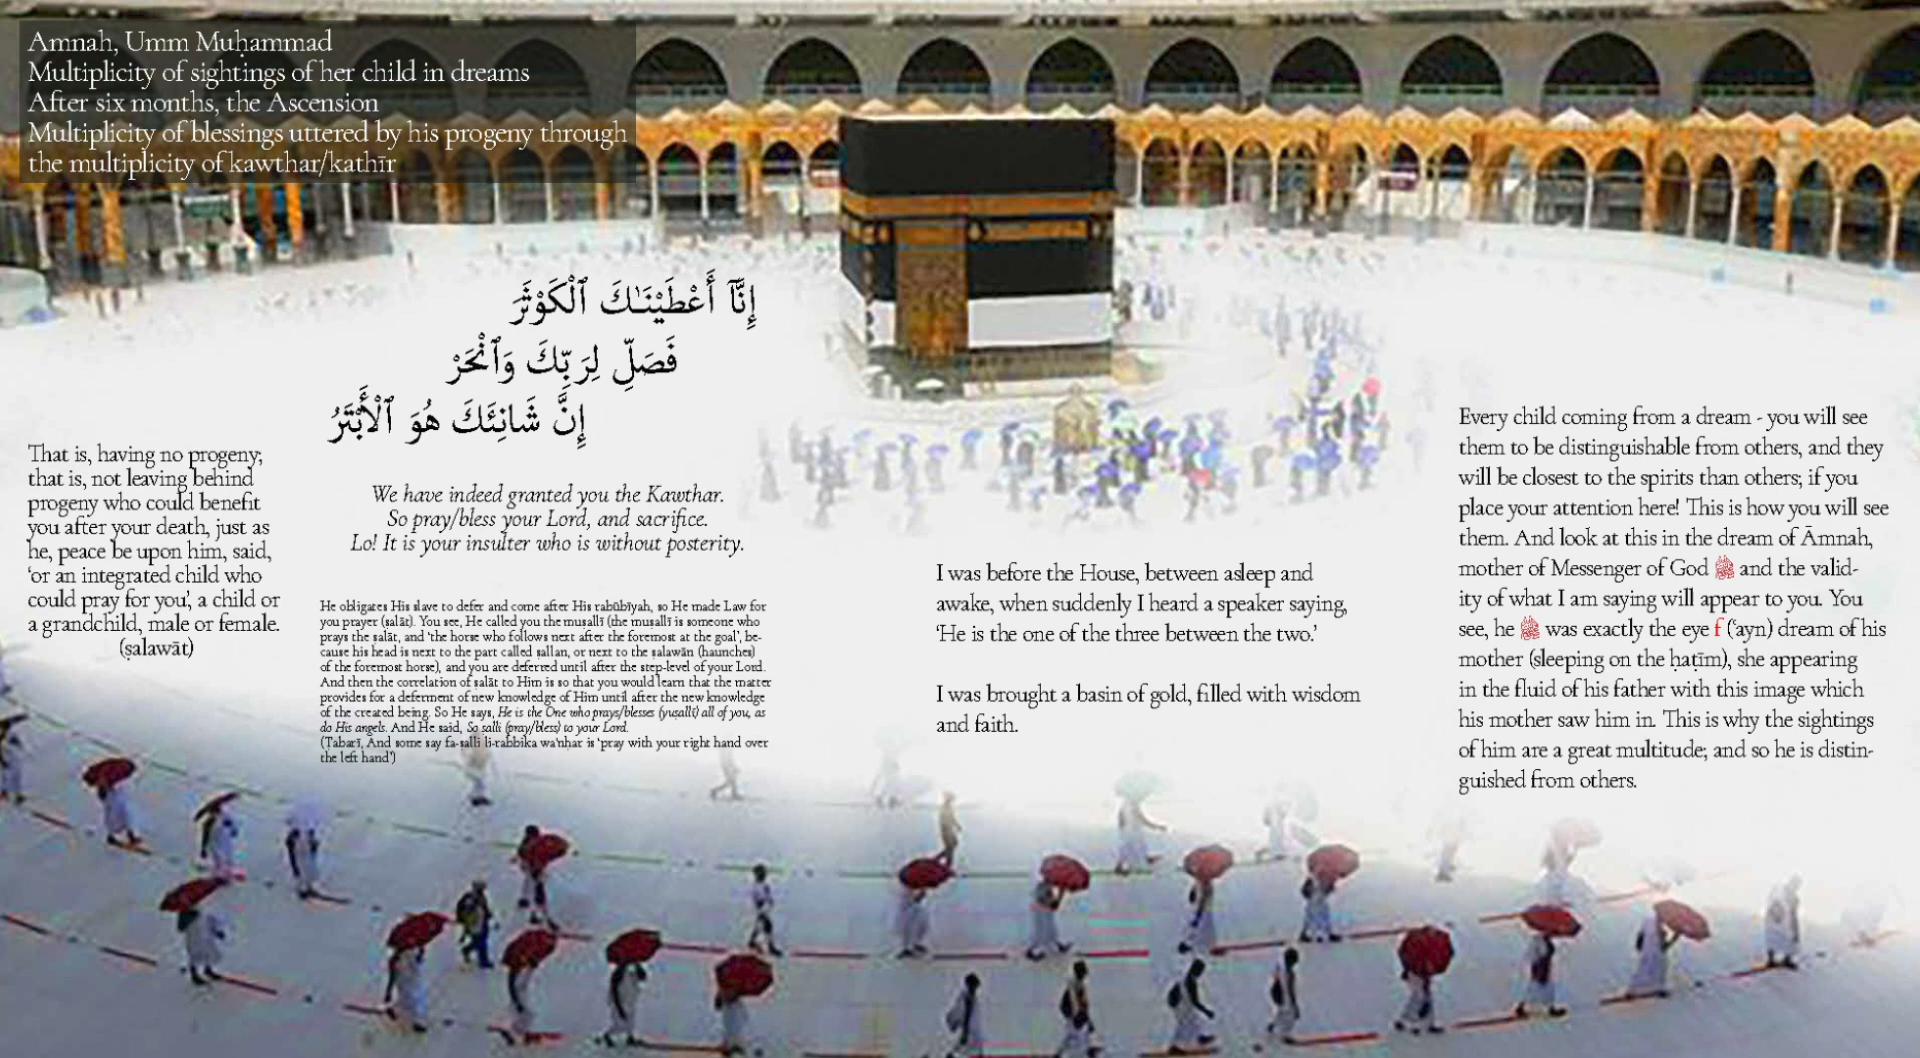 Amnah, Umm Muḥammad
Multiplicity of sightings of her child in dreams
After six months, the Ascension
Multiplicity of blessings uttered by his progeny through
the multiplicity of kawthar/kathīr
إِنَّآ أَعْطَيْنَـٰكَ ٱلْكَوْثَرَ
فَصَلِّ لِرَبِّكَ وَٱنْحَرْ
إِنَّ شَانِئَكَ هُوَ ٱلْأَبْتَرُ
That is, having no progeny;
that is, not leaving behind
progeny who could benefit
you after your death, just as
he, peace be upon him, said,
‘or an integrated child who
could pray for you’, a child or
a grandchild, male or female.
(ṣalawāt)
We have indeed granted you the Kawthar.
So pray/bless your Lord, and sacrifice.
Lo! It is your insulter who is without posterity.
He obligates His slave to defer and come after His rabūbīyah, so He made Law for
you prayer (ṣalāt). You see, He called you the muṣallī (the muṣallī is someone who
prays the ṣalāt, and ‘the horse who follows next after the foremost at the goal’, be-
cause his head is next to the part called ṣallan, or next to the ṣalawān (haunches)
of the foremost horse), and you are deferred until after the step-level of your Lord.
And then the correlation of ṣalāt to Him is so that you would learn that the matter
provides for a deferment of new knowledge of Him until after the new knowledge
of the created being. So He says, He is the One who prays/blesses (yuṣallī) all of you, as
do His angels. And He said, So ṣalli (pray/bless) to your Lord.
(Ṭabarī, And some say fa-ṣalli li-rabbika wa’nḥar is ‘pray with your right hand over
the left hand’)
I was before the House, between asleep and
awake, when suddenly I heard a speaker saying,
‘He is the one of the three between the two.’
I was brought a basin of gold, filled with wisdom
and faith.
Every child coming from a dream - you will see
them to be distinguishable from others, and they
will be closest to the spirits than others; if you
place your attention here! This is how you will see
them. And look at this in the dream of Āmnah,
mother of Messenger of God ﷺ and the valid-
ity of what I am saying will appear to you. You
see, he ﷺ was exactly the eye f (‘ayn) dream of his
mother (sleeping on the ḥaṭīm), she appearing
in the fluid of his father with this image which
his mother saw him in. This is why the sightings
of him are a great multitude; and so he is distin-
guished from others.